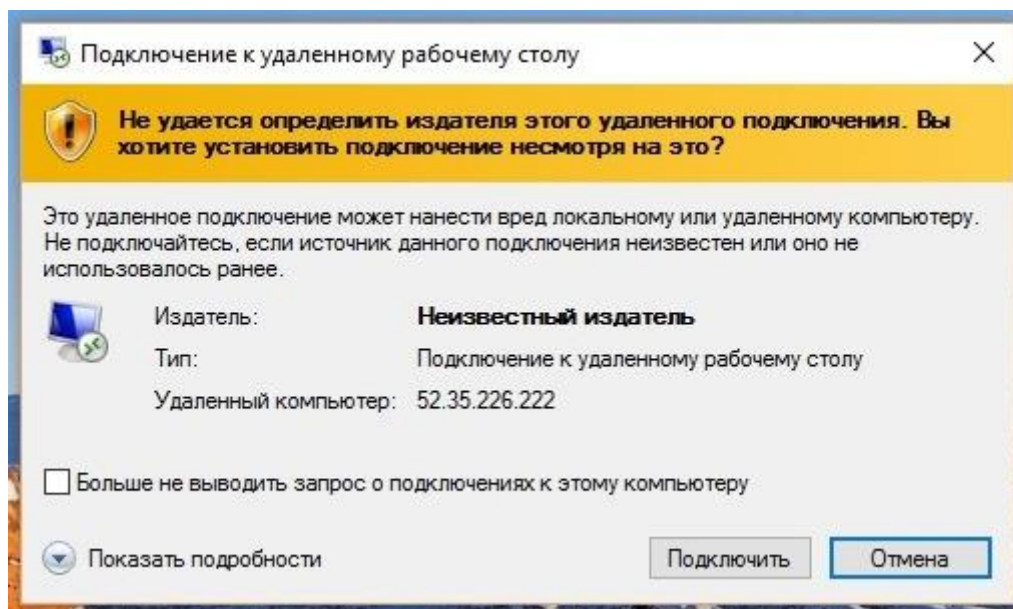 Подключение к удаленному рабочему столу
Не удается определить издателя этого удаленного подключения. Вы
хотите установить подключение несмотря на это?
Это удаленное подключение может нанести вред локальному или удаленному компьютеру.
Не подключайтесь, если источник данного подключения неизвестен или оно не
использовалось ранее.
Издатель: Неизвестный издатель
Тип: Подключение к удаленному рабочему столу
Удаленный компьютер: 52.35.226.222
Больше не выводить запрос о подключениях к этому компьютеру
Показать подробности Подключить Отмена